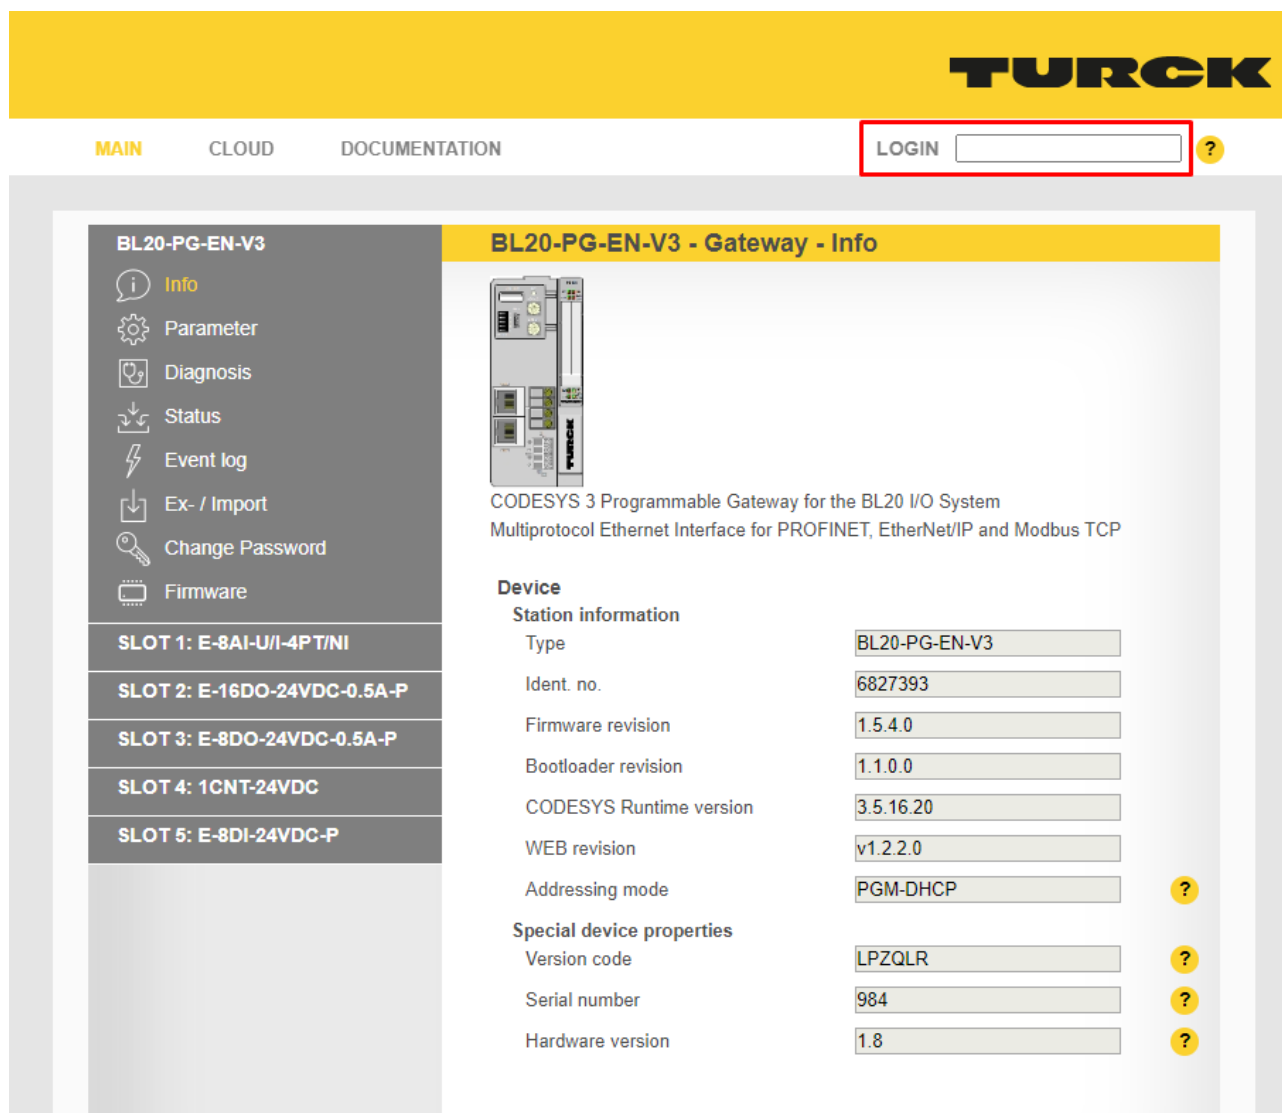 TURCK
MAIN CLOUD DOCUMENTATION LOGIN ?
BL20-PG-EN-V3
Info
Parameter
Diagnosis
Status
Event log
Ex- / Import
Change Password
Firmware
SLOT 1: E-8AI-U/I-4PT/NI
SLOT 2: E-16DO-24VDC-0.5A-P
SLOT 3: E-8DO-24VDC-0.5A-P
SLOT 4: 1CNT-24VDC
SLOT 5: E-8DI-24VDC-P
BL20-PG-EN-V3 - Gateway - Info
TURCK
CODESYS 3 Programmable Gateway for the BL20 I/O System
Multiprotocol Ethernet Interface for PROFINET, EtherNet/IP and Modbus TCP
Device
Station information
Type BL20-PG-EN-V3
Ident. no. 6827393
Firmware revision 1.5.4.0
Bootloader revision 1.1.0.0
CODESYS Runtime version 3.5.16.20
WEB revision v1.2.2.0
Addressing mode PGM-DHCP ?
Special device properties
Version code LPZQLR ?
Serial number 984 ?
Hardware version 1.8 ?